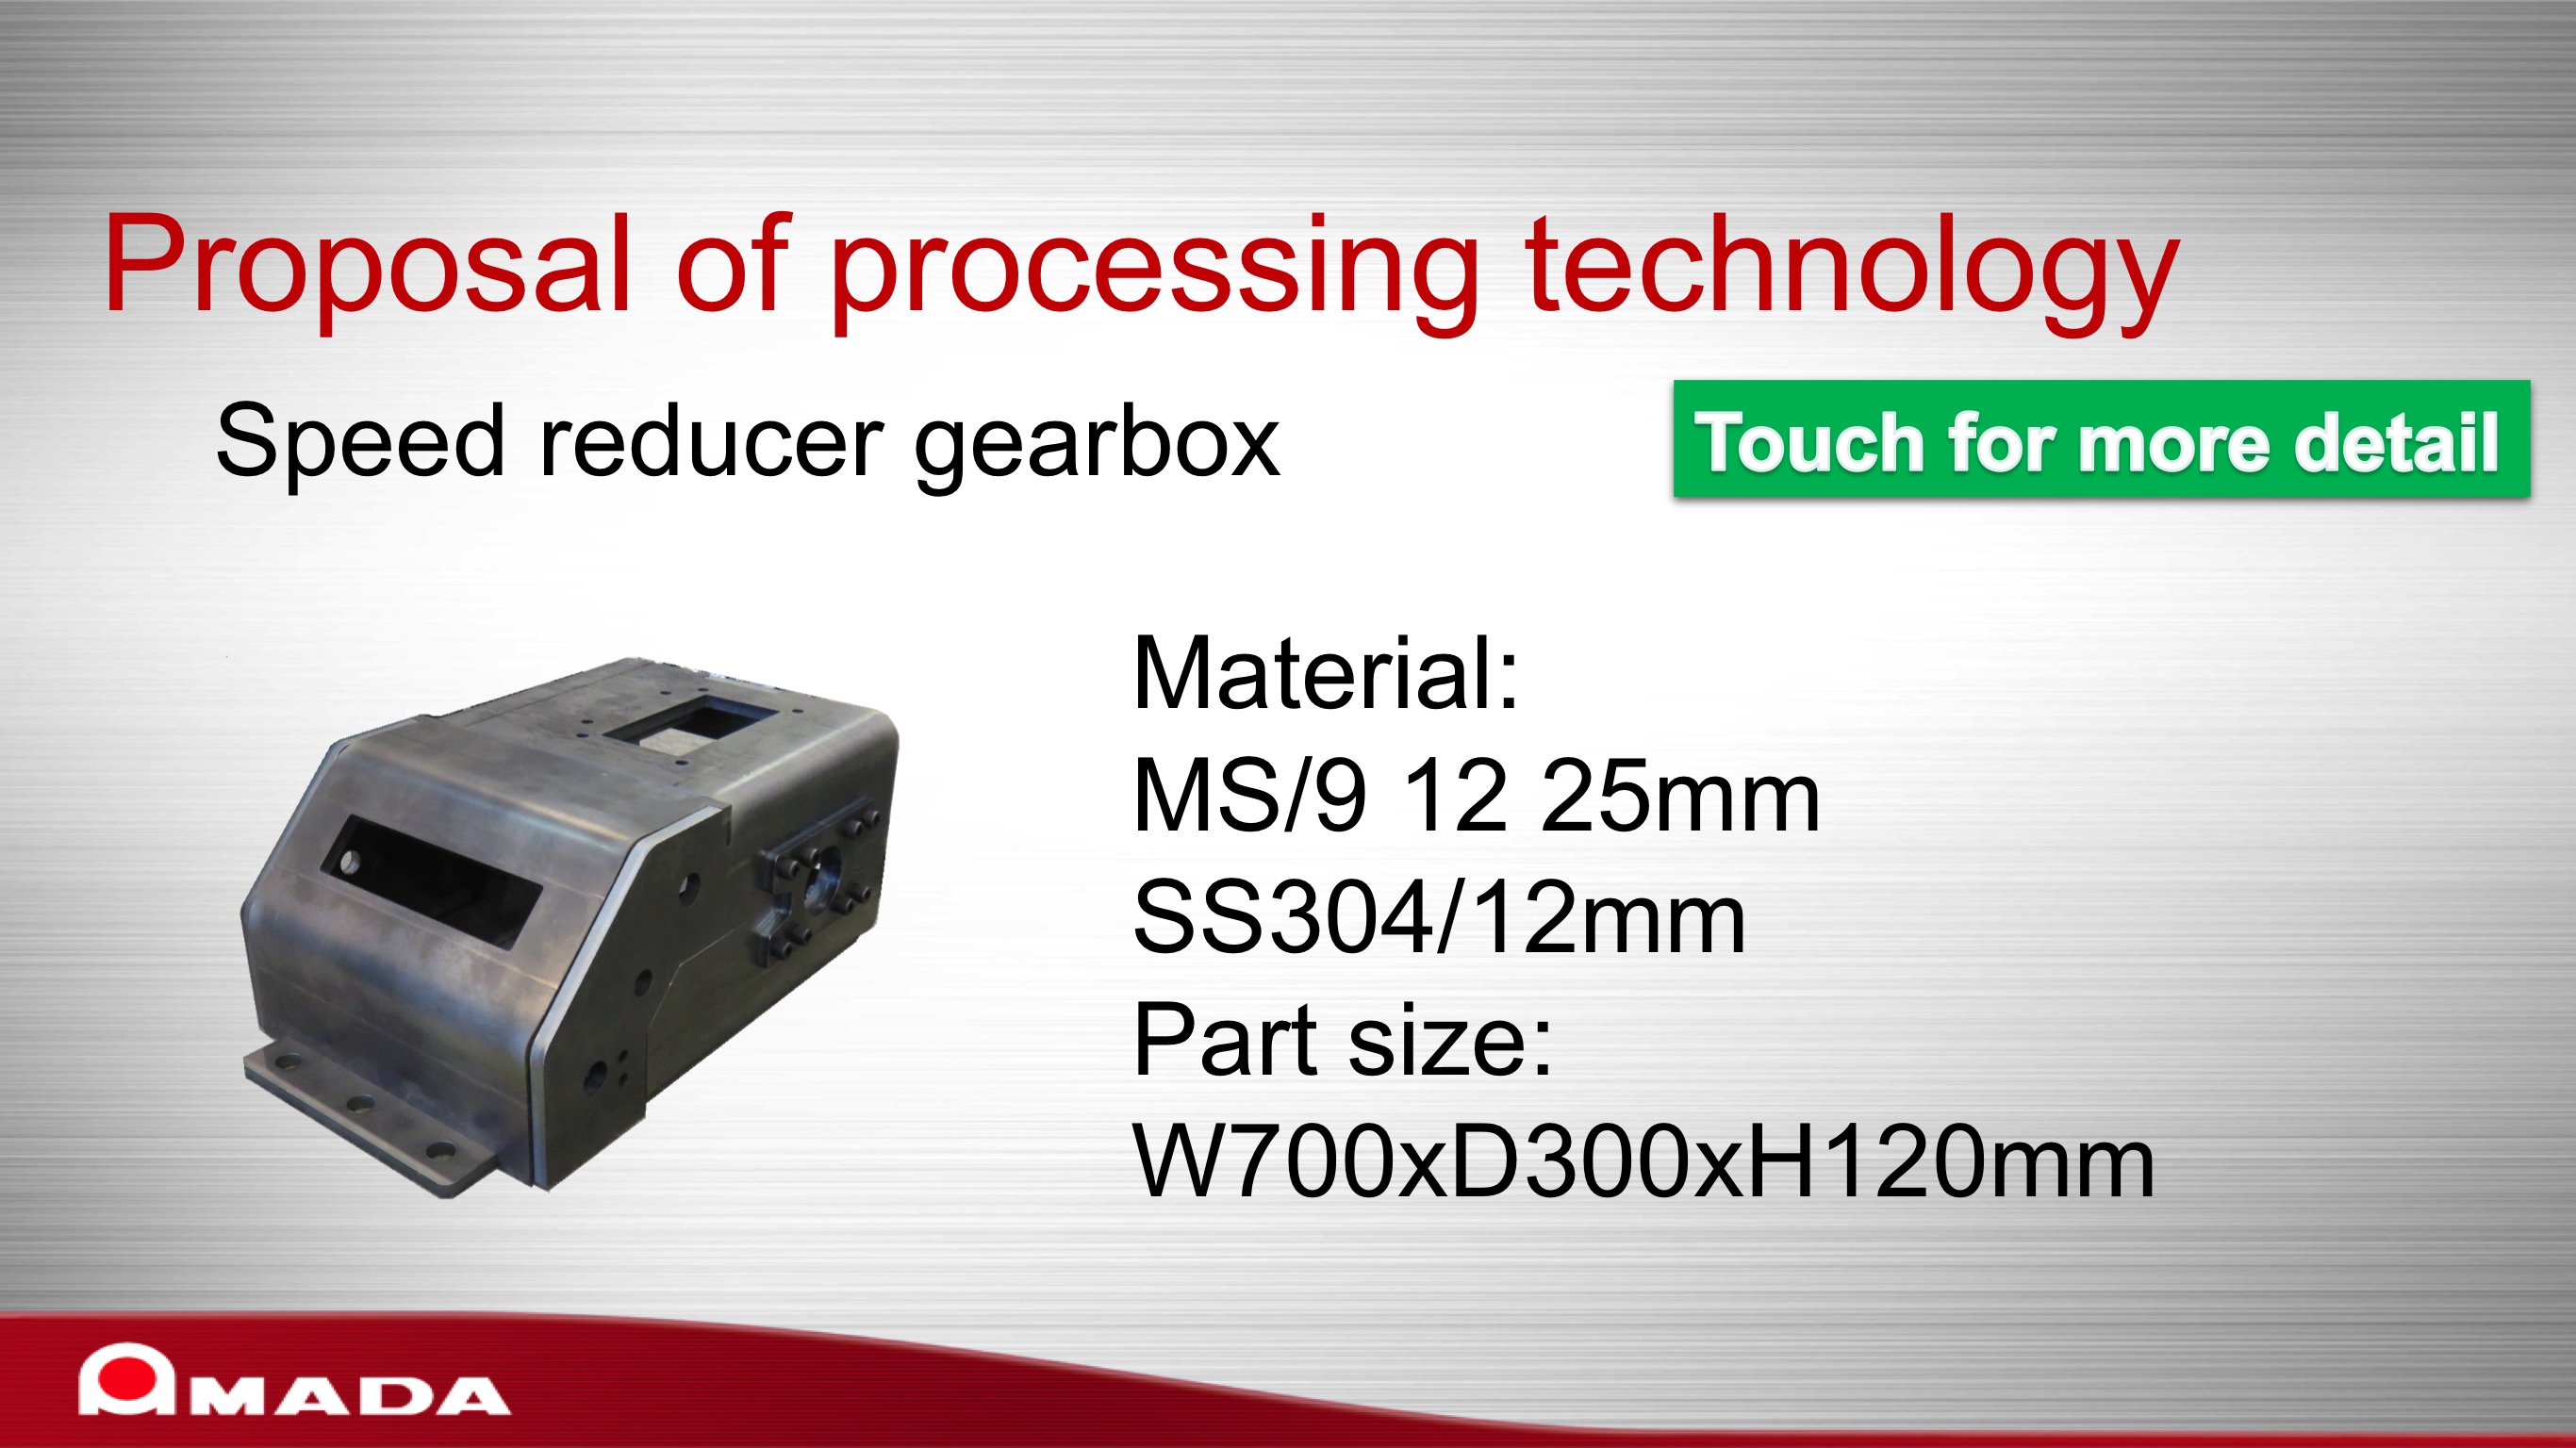 Proposal of processing technology
Speed reducer gearbox
Touch for more detail
Material:
MS/9 12 25mm
SS304/12mm
Part size:
W700xD300xH120mm
AMADA